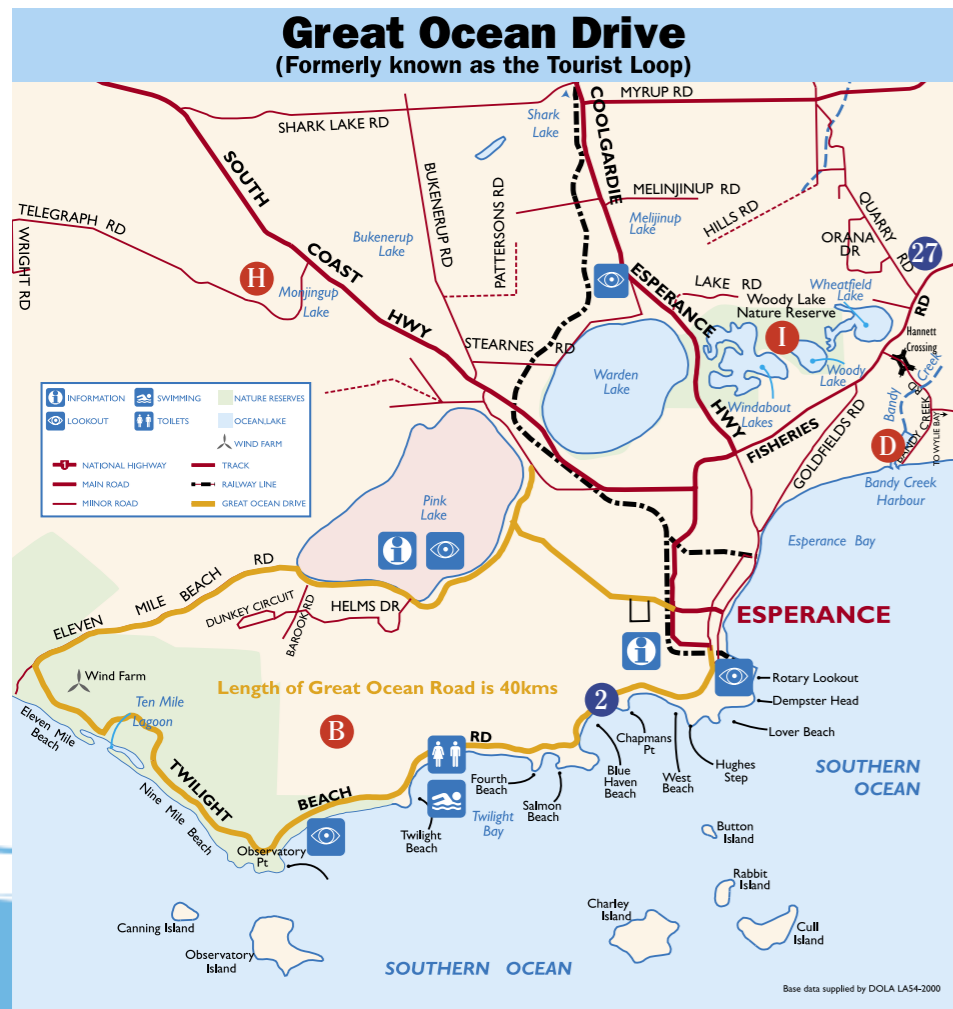 Great Ocean Drive
(Formerly known as the Tourist Loop)
MYRUP RD
SHARK LAKE RD
Shark
Lake
COOLGARDIE
ESPERANCE
HWY
SOUTH
COAST
HWY
BUKENERUP RD
PATTERSONS RD
MELINJINUP RD
Melijinup
Lake
HILLS RD
QUARRY RD
ORANA
DR
27
TELEGRAPH RD
WRIGHT RD
Bukenerup
Lake
H
Monjingup
Lake
LAKE RD
Woody Lake
Nature Reserve
Wheatfield
Lake
I
RD
Hannett
Crossing
STEARNES RD
Warden
Lake
Woody
Lake
Windabout
Lakes
FISHERIES
GOLDFIELDS RD
Bandy Creek
BANDY CREEK RD
TO WYLIE BAY
D
Bandy Creek
Harbour
INFORMATION
SWIMMING
NATURE RESERVES
LOOKOUT
TOILETS
OCEAN,LAKE
WIND FARM
1
NATIONAL HIGHWAY
TRACK
MAIN ROAD
RAILWAY LINE
MIINOR ROAD
GREAT OCEAN DRIVE
Pink
Lake
Esperance Bay
ELEVEN MILE BEACH RD
DUNKEY CIRCUIT
BAROOK RD
HELMS DR
ESPERANCE
Wind Farm
Ten Mile
Lagoon
Length of Great Ocean Road is 40kms
Rotary Lookout
Dempster Head
Lover Beach
2
B
Eleven Mile
Beach
TWILIGHT
BEACH
RD
Chapmans
Pt
Blue
Haven
Beach
West
Beach
Hughes
Step
Fourth
Beach
Salmon
Beach
Nine Mile Beach
Twilight
Beach
Twilight
Bay
SOUTHERN
OCEAN
Observatory
Pt
Button
Island
Rabbit
Island
Canning Island
Charley
Island
Cull
Island
Observatory
Island
SOUTHERN OCEAN
Base data supplied by DOLA LA54-2000